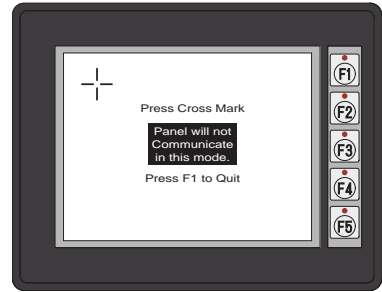 Press Cross Mark
Panel will not
Communicate
in this mode.
Press F1 to Quit
F1
F2
F3
F4
F5